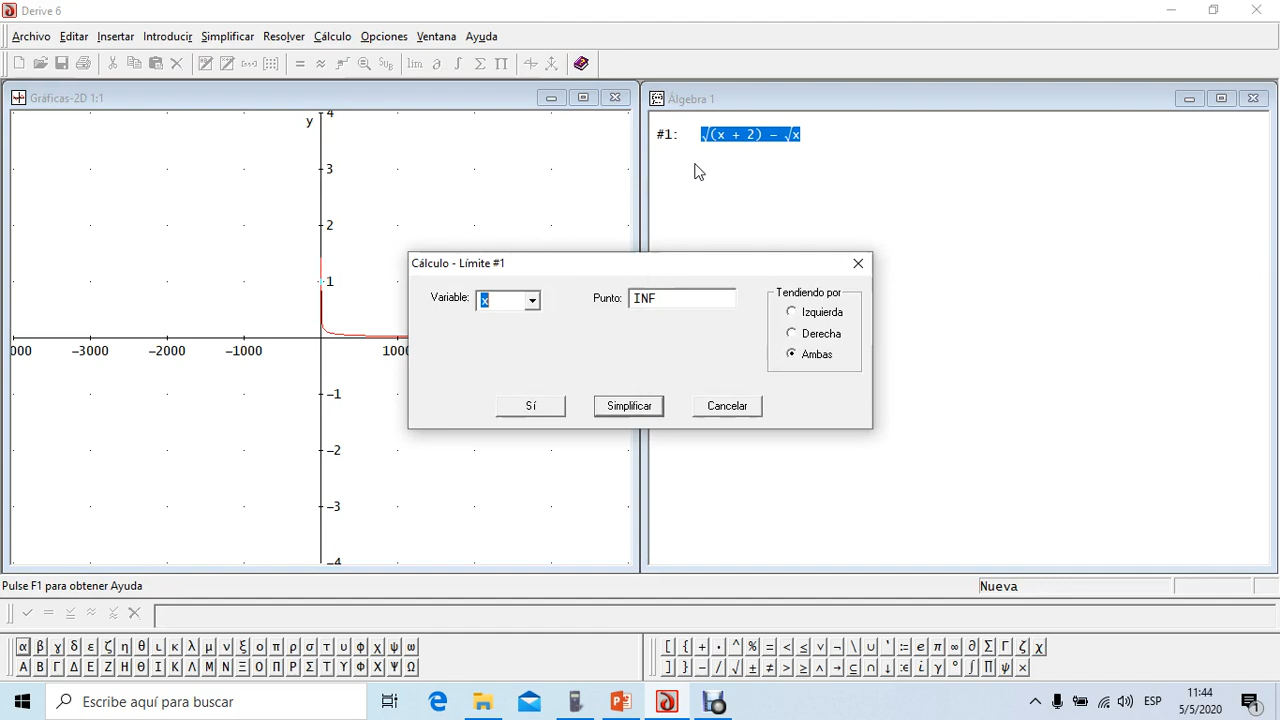 Derive 6
Archivo Editar Insertar Introducir Simplificar Resolver Cálculo Opciones Ventana Ayuda
= ≈ SUB lim ∂ ∫ ∑ ∏
Gráficas-2D 1:1
Álgebra 1
y
4
3
2
1
-1
-2
-3
-4
000 -3000 -2000 -1000 1000
#1: √(x + 2) - √x
Cálculo - Límite #1
Variable: x
Punto: INF
Tendiendo por
Izquierda
Derecha
Ambas
Sí Simplificar Cancelar
Pulse F1 para obtener Ayuda
Nueva
α β γ δ ε ζ η θ ι κ λ μ ν ξ ο π ρ σ τ υ φ χ ψ ω
Α Β Γ Δ Ε Ζ Η Θ Ι Κ Λ Μ Ν Ξ Ο Π Ρ Σ Τ Υ Φ Χ Ψ Ω
[ { + · ^ % = < ≤ ∨ ¬ \ ∪ ' := e π ∞ ∂ ∑ Γ ζ
] } - / √ ± ≠ > ≥ ∧ → ⊆ ∩ ↓ :∈ i γ ° ∫ ∏ ψ ×
Escribe aquí para buscar
ESP
11:44
5/5/2020
1